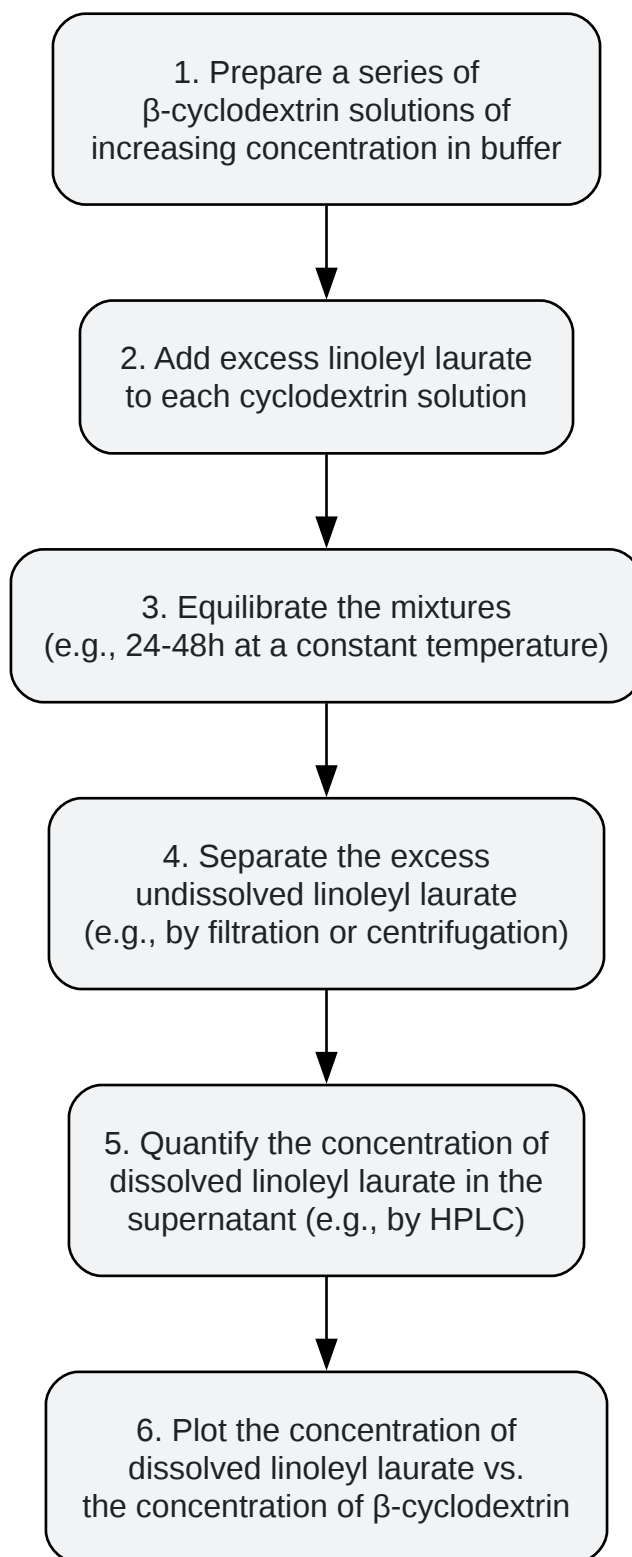 1. Prepare a series of
β-cyclodextrin solutions of
increasing concentration in buffer
2. Add excess linoleyl laurate
to each cyclodextrin solution
3. Equilibrate the mixtures
(e.g., 24-48h at a constant temperature)
4. Separate the excess
undissolved linoleyl laurate
(e.g., by filtration or centrifugation)
5. Quantify the concentration of
dissolved linoleyl laurate in the
supernatant (e.g., by HPLC)
6. Plot the concentration of
dissolved linoleyl laurate vs.
the concentration of β-cyclodextrin